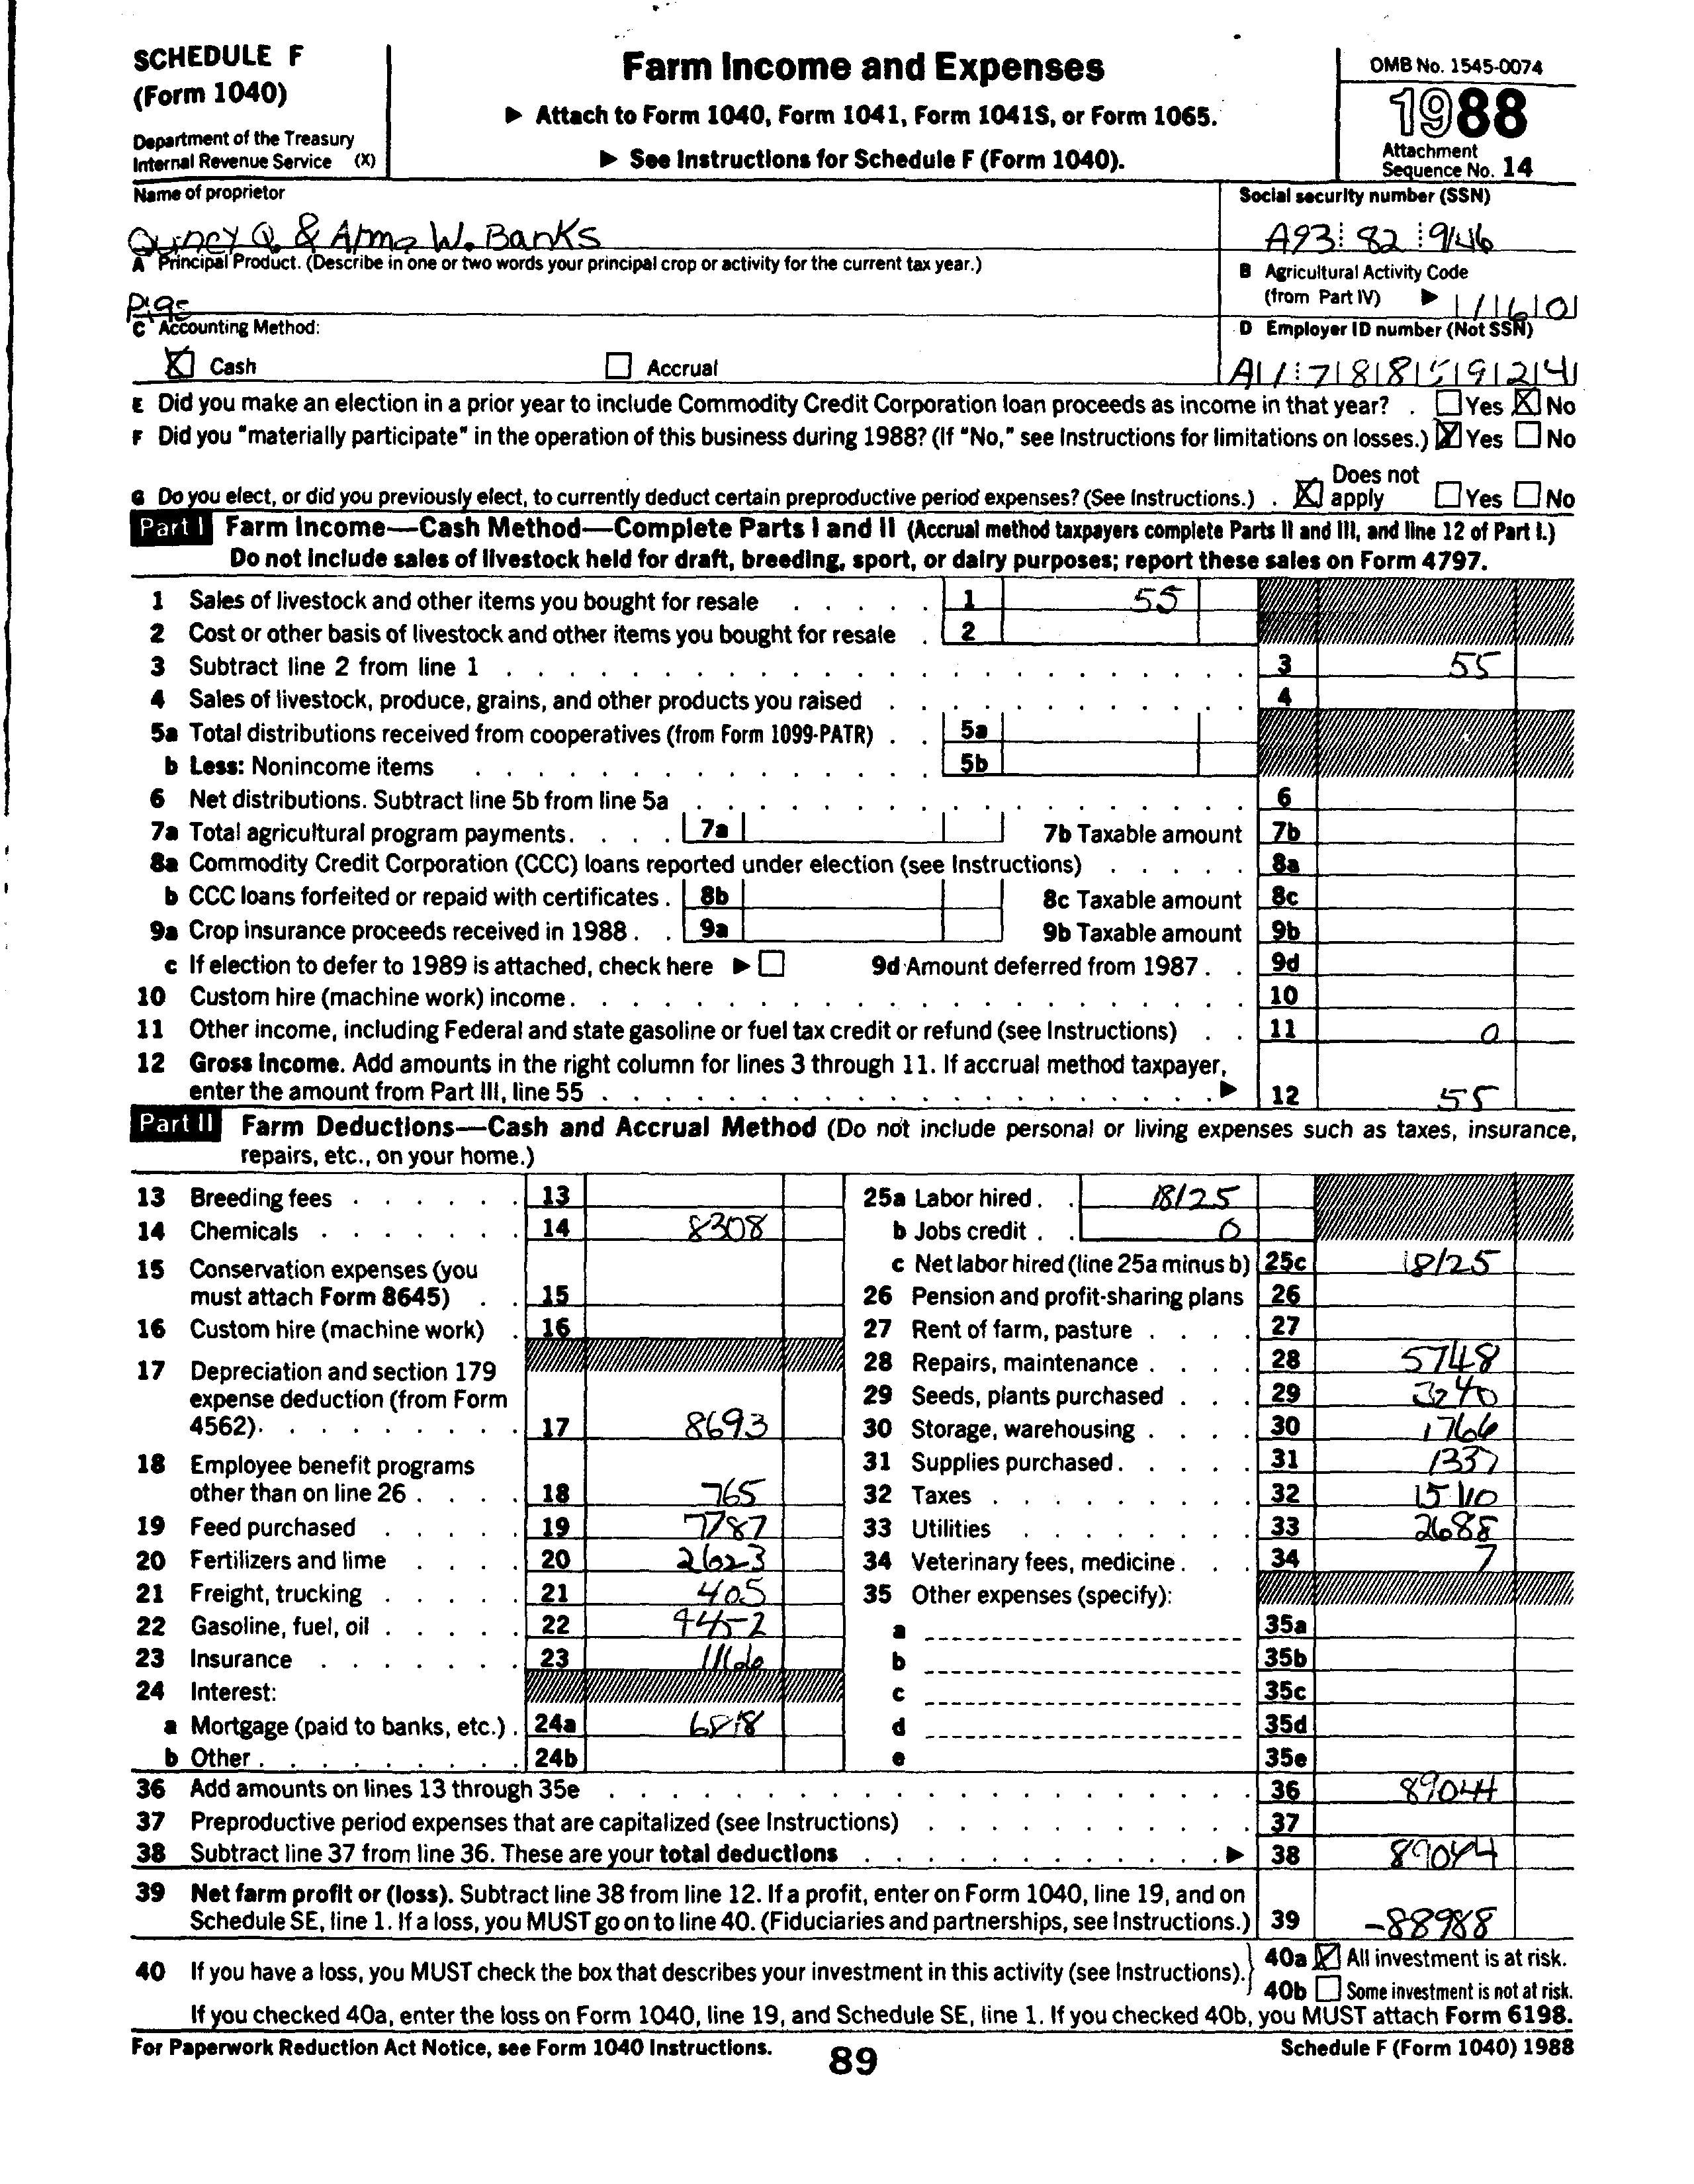 SCHEDULE F
(Form 1040)
Department of the Treasury
Internal Revenue Service (X)
Farm Income and Expenses
▶ Attach to Form 1040, Form 1041, Form 1041S, or Form 1065.
▶ See Instructions for Schedule F (Form 1040).
OMB No. 1545-0074
1988
Attachment
Sequence No. 14
Name of proprietor
Quincy Q & W. Banks
Social security number (SSN)
A93 82 9446
A Principal Product. (Describe in one or two words your principal crop or activity for the current tax year.)
Pigs
B Agricultural Activity Code
(from Part IV) ▶
C Accounting Method:
Cash Accrual
D Employer ID number (Not SSN)
A1 7885924
E Did you make an election in a prior year to include Commodity Credit Corporation loan proceeds as income in that year? . Yes No
F Did you "materially participate" in the operation of this business during 1988? (If "No," see Instructions for limitations on losses.) Yes No
G Do you elect, or did you previously elect, to currently deduct certain preproductive period expenses? (See Instructions.) . Does not apply Yes No
Part I Farm Income—Cash Method—Complete Parts I and II (Accrual method taxpayers complete Parts II and III, and line 12 of Part I.)
Do not include sales of livestock held for draft, breeding, sport, or dairy purposes; report these sales on Form 4797.
1 Sales of livestock and other items you bought for resale 1 55
2 Cost or other basis of livestock and other items you bought for resale 2
3 Subtract line 2 from line 1 3 55
4 Sales of livestock, produce, grains, and other products you raised 4
5a Total distributions received from cooperatives (from Form 1099-PATR) 5a
b Less: Nonincome items 5b
6 Net distributions. Subtract line 5b from line 5a 6
7a Total agricultural program payments. 7a 7b Taxable amount 7b
8a Commodity Credit Corporation (CCC) loans reported under election (see Instructions) 8a
b CCC loans forfeited or repaid with certificates . 8b 8c Taxable amount 8c
9a Crop insurance proceeds received in 1988 . 9a 9b Taxable amount 9b
c If election to defer to 1989 is attached, check here ▶ 9d Amount deferred from 1987 . 9d
10 Custom hire (machine work) income . 10
11 Other income, including Federal and state gasoline or fuel tax credit or refund (see Instructions) 11 0
12 Gross income. Add amounts in the right column for lines 3 through 11. If accrual method taxpayer,
enter the amount from Part III, line 55 ▶ 12 55
Part II Farm Deductions—Cash and Accrual Method (Do not include personal or living expenses such as taxes, insurance,
repairs, etc., on your home.)
13 Breeding fees 13
14 Chemicals 14 8308
15 Conservation expenses (you
must attach Form 8645) 15
16 Custom hire (machine work) 16
17 Depreciation and section 179
expense deduction (from Form
4562). 17 8693
18 Employee benefit programs
other than on line 26 18 765
19 Feed purchased 19 7787
20 Fertilizers and lime 20 2623
21 Freight, trucking 21 405
22 Gasoline, fuel, oil 22 4452
23 Insurance 23
24 Interest:
a Mortgage (paid to banks, etc.) . 24a 6818
b Other 24b
25a Labor hired . 18125
b Jobs credit . 0
c Net labor hired (line 25a minus b) 25c 18125
26 Pension and profit-sharing plans 26
27 Rent of farm, pasture 27
28 Repairs, maintenance 28 5748
29 Seeds, plants purchased 29 3240
30 Storage, warehousing 30 1766
31 Supplies purchased . 31 1337
32 Taxes 32 15110
33 Utilities 33 2688
34 Veterinary fees, medicine . 34 7
35 Other expenses (specify):
a 35a
b 35b
c 35c
d 35d
e 35e
36 Add amounts on lines 13 through 35e 36 89044
37 Preproductive period expenses that are capitalized (see Instructions) 37
38 Subtract line 37 from line 36. These are your total deductions ▶ 38 89044
39 Net farm profit or (loss). Subtract line 38 from line 12. If a profit, enter on Form 1040, line 19, and on
Schedule SE, line 1. If a loss, you MUST go on to line 40. (Fiduciaries and partnerships, see Instructions.) 39 -88988
40 If you have a loss, you MUST check the box that describes your investment in this activity (see Instructions). 40a All investment is at risk.
40b Some investment is not at risk.
If you checked 40a, enter the loss on Form 1040, line 19, and Schedule SE, line 1. If you checked 40b, you MUST attach Form 6198.
For Paperwork Reduction Act Notice, see Form 1040 Instructions.
89
Schedule F (Form 1040) 1988